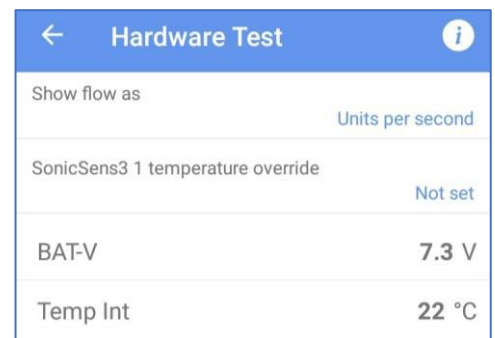 Hardware Test
Show flow as
Units per second
SonicSens3 1 temperature override
Not set
BAT-V 7.3 V
Temp Int 22 °C